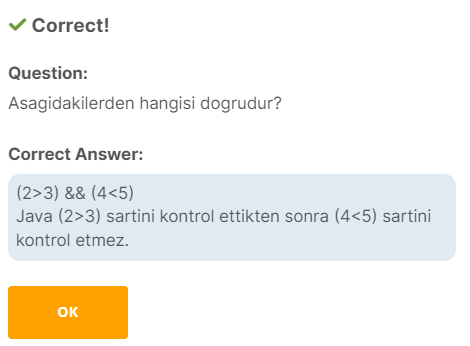 Correct!
Question:
Asagidakilerden hangisi dogrudur?
Correct Answer:
(2>3) && (4<5)
Java (2>3) sartini kontrol ettikten sonra (4<5) sartini
kontrol etmez.
OK